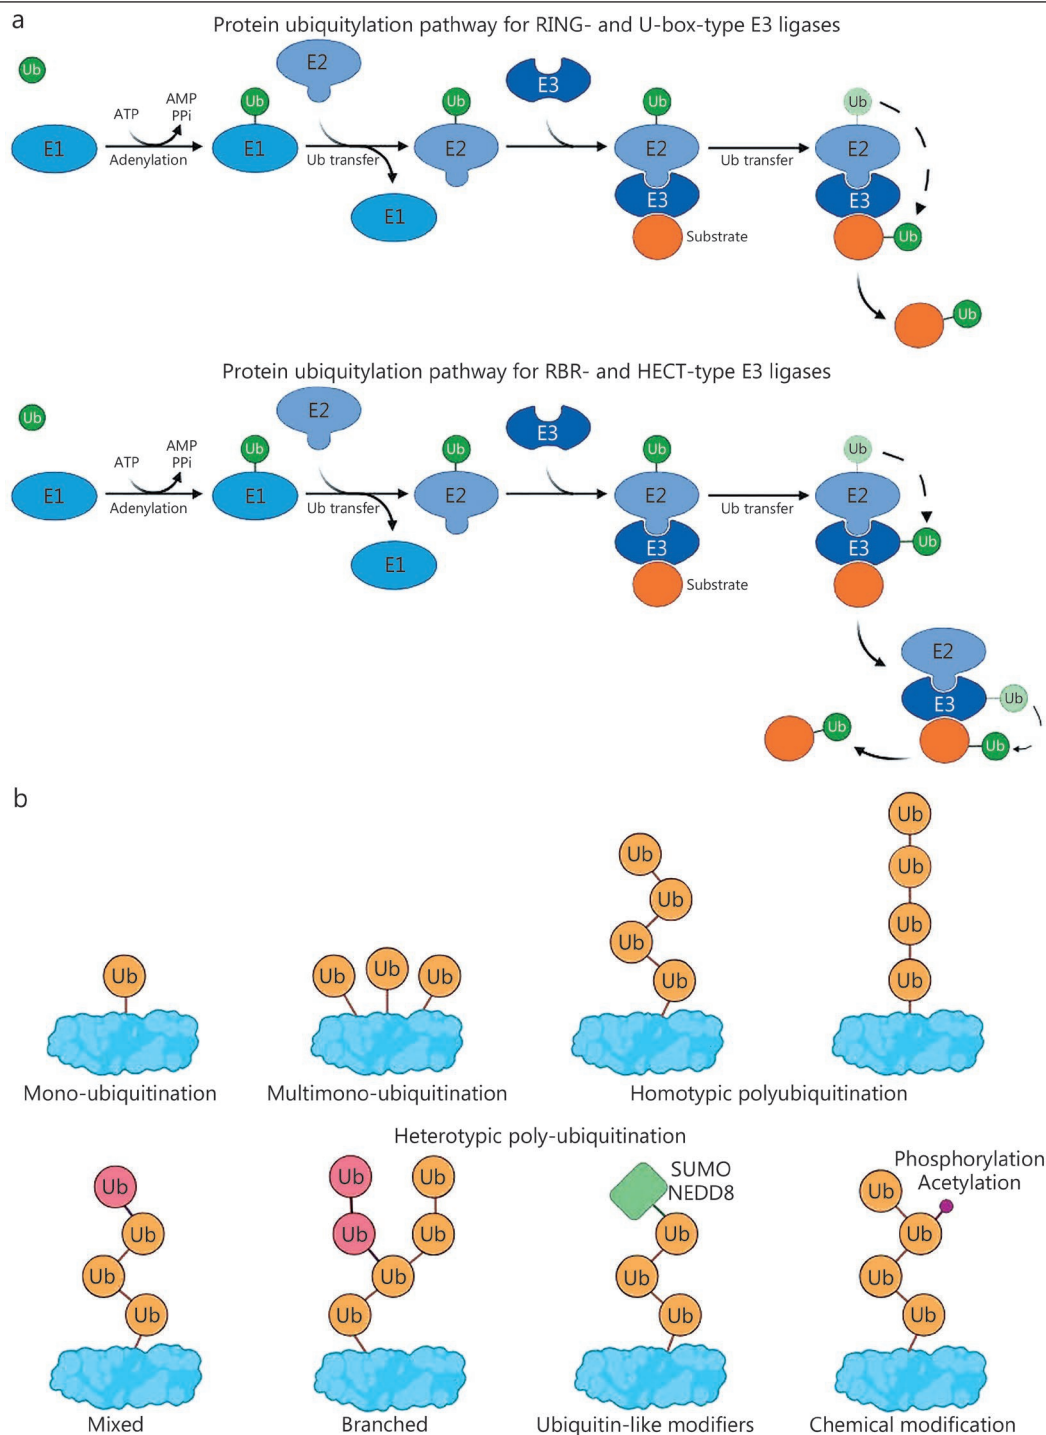 a
Protein ubiquitylation pathway for RING- and U-box-type E3 ligases
Ub
E2
E3
ATP
AMP
PPi
Ub
Ub
Ub
Ub
E1
Adenylation
E1
Ub transfer
E2
E2
Ub transfer
E2
E1
E3
E3
Substrate
Ub
Ub
Protein ubiquitylation pathway for RBR- and HECT-type E3 ligases
Ub
E2
E3
ATP
AMP
PPi
Ub
Ub
Ub
Ub
E1
Adenylation
E1
Ub transfer
E2
E2
Ub transfer
E2
E1
E3
E3
Ub
Substrate
E2
E3
Ub
Ub
Ub
b
Ub
Ub
Ub
Ub
Ub
Ub
Ub
Ub
Ub
Ub
Ub
Ub
Mono-ubiquitination
Multimono-ubiquitination
Homotypic polyubiquitination
Heterotypic poly-ubiquitination
Ub
Ub
Ub
Ub
Mixed
Ub
Ub
Ub
Ub
Ub
Ub
Branched
SUMO
NEDD8
Ub
Ub
Ub
Ubiquitin-like modifiers
Phosphorylation
Acetylation
Ub
Ub
Ub
Ub
Chemical modification